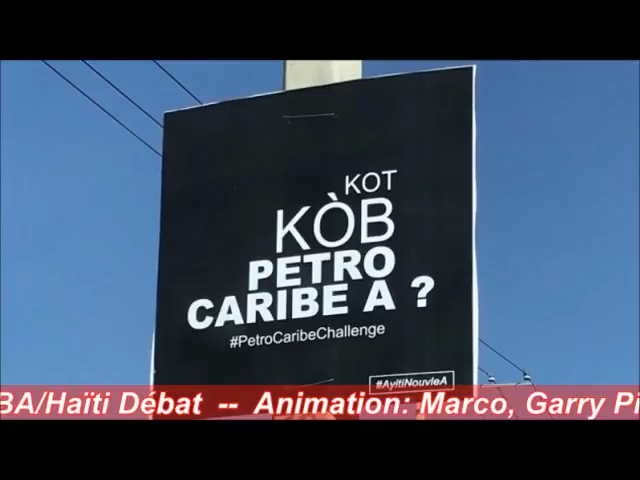 KOT
KÒB
PETRO
CARIBE A ?
#PetroCaribeChallenge
#AyitiNouvleA
BA/Haïti Débat -- Animation: Marco, Garry Pi